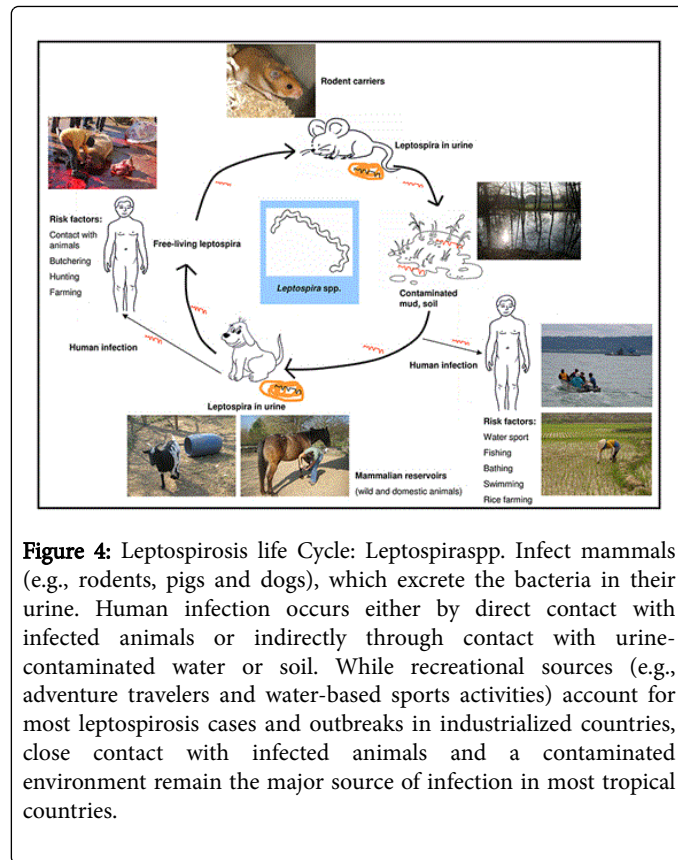 Rodent carriers
Leptospira in urine
Risk factors:
Contact with
animals
Butchering
Hunting
Farming
Free-living leptospira
Leptospira spp.
Contaminated
mud, soil
Human infection
Human infection
Leptospira in urine
Mammalian reservoirs
(wild and domestic animals)
Risk factors:
Water sport
Fishing
Bathing
Swimming
Rice farming
Figure 4: Leptospirosis life Cycle: Leptospiraspp. Infect mammals
(e.g., rodents, pigs and dogs), which excrete the bacteria in their
urine. Human infection occurs either by direct contact with
infected animals or indirectly through contact with urine-
contaminated water or soil. While recreational sources (e.g.,
adventure travelers and water-based sports activities) account for
most leptospirosis cases and outbreaks in industrialized countries,
close contact with infected animals and a contaminated
environment remain the major source of infection in most tropical
countries.